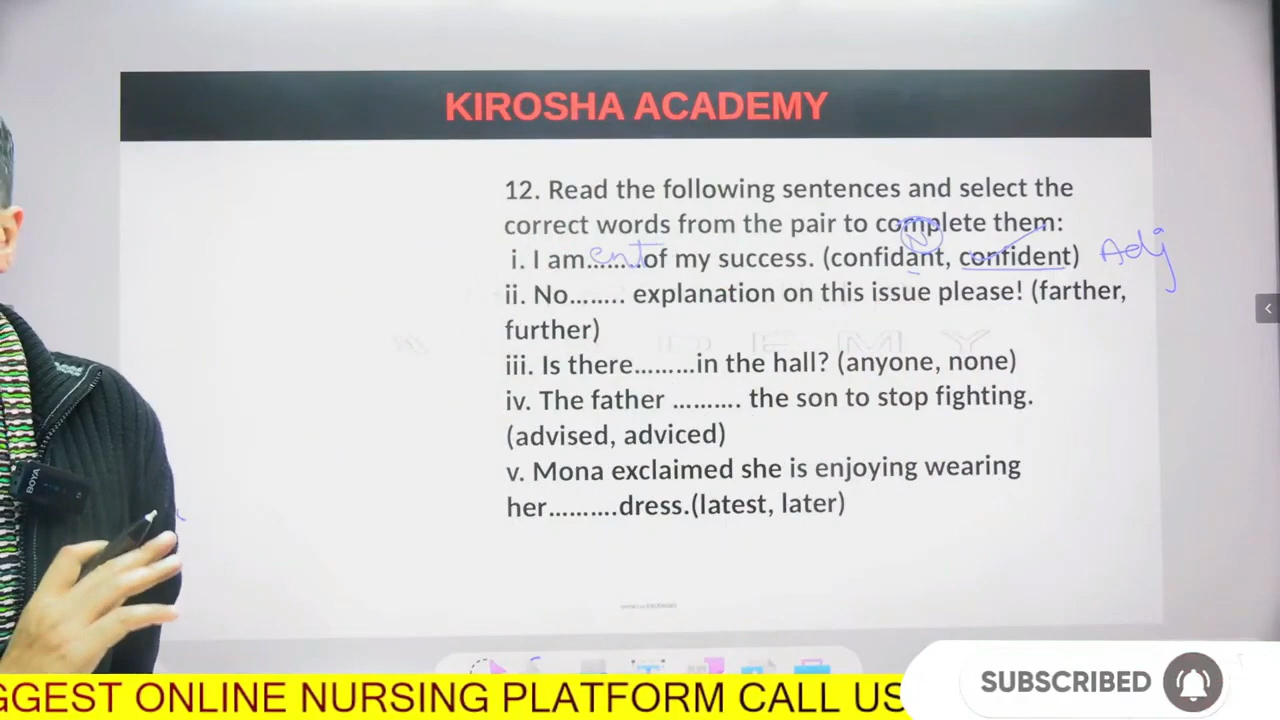 KIROSHA ACADEMY
12. Read the following sentences and select the
correct words from the pair to complete them:
N
i. I am........of my success. (confidant, confident) Adj
ent
ii. No....... explanation on this issue please! (farther,
further)
iii. Is there.........in the hall? (anyone, none)
iv. The father .......... the son to stop fighting.
(advised, adviced)
v. Mona exclaimed she is enjoying wearing
her..........dress.(latest, later)
BOYA
GGEST ONLINE NURSING PLATFORM CALL US
SUBSCRIBED